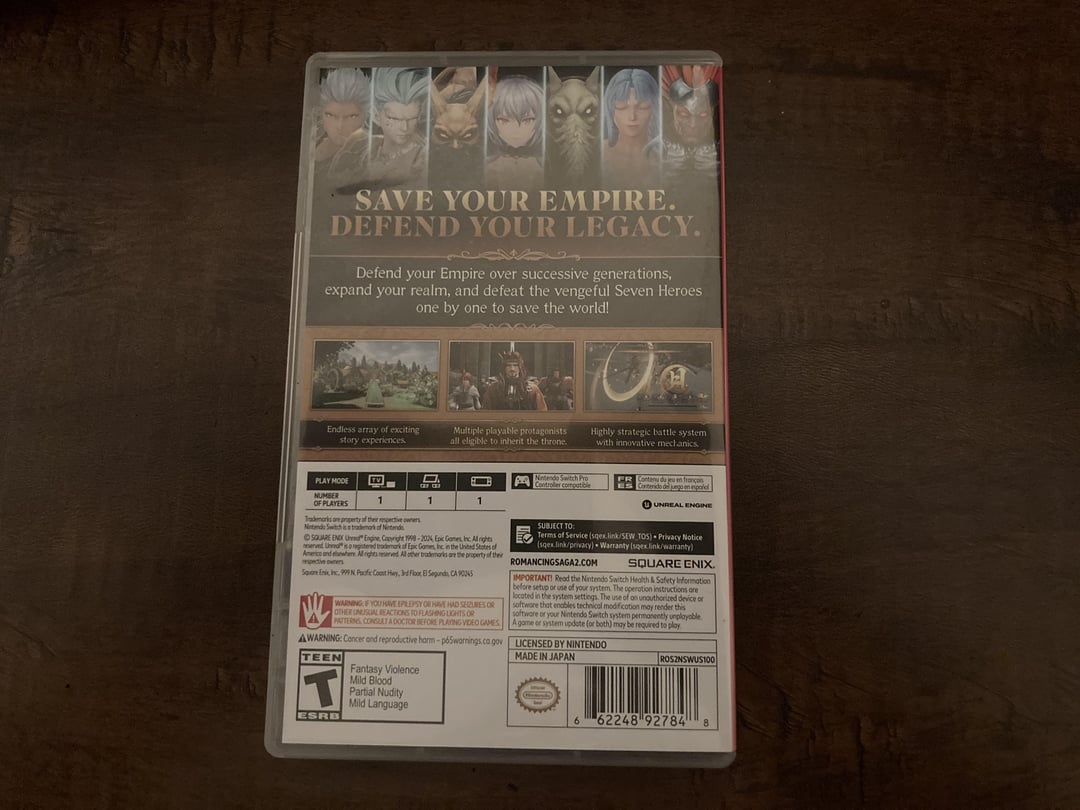 SAVE YOUR EMPIRE.
DEFEND YOUR LEGACY.
Defend your Empire over successive generations,
expand your realm, and defeat the vengeful Seven Heroes
one by one to save the world!
Endless array of exciting
story experiences.
Multiple playable protagonists
all eligible to inherit the throne.
Highly strategic battle system
with innovative mechanics.
PLAY MODE
TV
NUMBER
OF PLAYERS
1
1
1
Nintendo Switch Pro
Controller compatible
FR
ES
Contenu du jeu en français
Contenido del juego en español
UNREAL ENGINE
Trademarks are property of their respective owners.
Nintendo Switch is a trademark of Nintendo.
© SQUARE ENIX Unreal® Engine, Copyright 1998 – 2024, Epic Games, Inc. All rights
reserved. Unreal® is a registered trademark of Epic Games, Inc. in the United States of
America and elsewhere. All rights reserved. All other trademarks are the property of their
respective owners.
Square Enix, Inc., 999 N. Pacific Coast Hwy., 3rd Floor, El Segundo, CA 90245
SUBJECT TO:
Terms of Service (sqex.link/SEW_TOS) • Privacy Notice
(sqex.link/privacy) • Warranty (sqex.link/warranty)
ROMANCINGSAGA2.COM
SQUARE ENIX.
IMPORTANT! Read the Nintendo Switch Health & Safety Information
before setup or use of your system. The operation instructions are
located in the system settings. The use of an unauthorized device or
software that enables technical modification may render this
software or your Nintendo Switch system permanently unplayable.
A game or system update (or both) may be required to play.
WARNING: IF YOU HAVE EPILEPSY OR HAVE HAD SEIZURES OR
OTHER UNUSUAL REACTIONS TO FLASHING LIGHTS OR
PATTERNS, CONSULT A DOCTOR BEFORE PLAYING VIDEO GAMES.
WARNING: Cancer and reproductive harm – p65warnings.ca.gov
TEEN
T
ESRB
Fantasy Violence
Mild Blood
Partial Nudity
Mild Language
LICENSED BY NINTENDO
MADE IN JAPAN
ROS2NSWUS100
Official
Nintendo
Seal
6 62248 92784 8